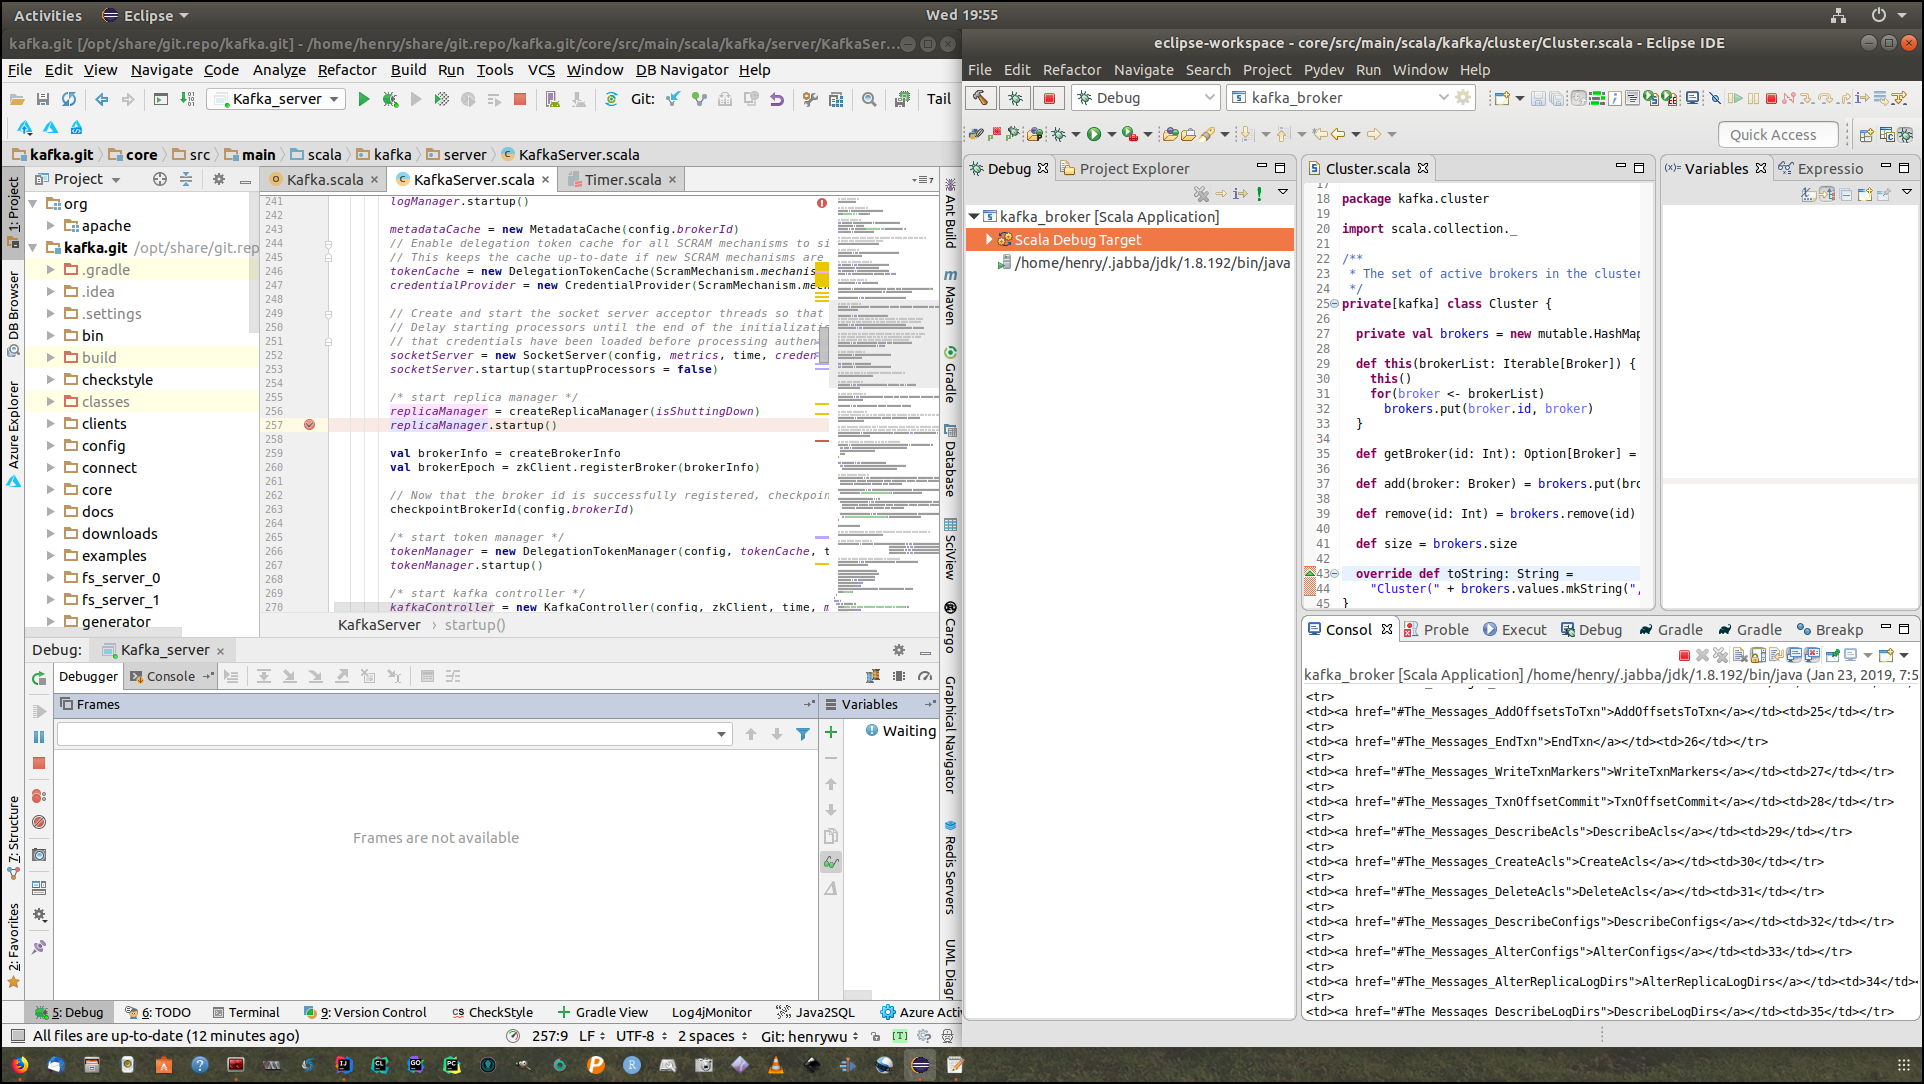 Activities
Eclipse
Wed 19:55
kafka.git [/opt/share/git.repo/kafka.git] - /home/henry/share/git.repo/kafka.git/core/src/main/scala/kafka/server/KafkaSer...
File Edit View Navigate Code Analyze Refactor Build Run Tools VCS Window DB Navigator Help
Kafka_server
Git:
Tail
kafka.git
core
src
main
scala
kafka
server
KafkaServer.scala
Project
Kafka.scala
KafkaServer.scala
Timer.scala
1: Project
DB Browser
Azure Explorer
7: Structure
2: Favorites
org
apache
kafka.git /opt/share/git.rep
.gradle
.idea
.settings
bin
build
checkstyle
classes
clients
config
connect
core
docs
downloads
examples
fs_server_0
fs_server_1
generator
241 logManager.startup()
242
243 metadataCache = new MetadataCache(config.brokerId)
244 // Enable delegation token cache for all SCRAM mechanisms to si
245 // This keeps the cache up-to-date if new SCRAM mechanisms are
246 tokenCache = new DelegationTokenCache(ScramMechanism.mechanis
247 credentialProvider = new CredentialProvider(ScramMechanism.mech
248
249 // Create and start the socket server acceptor threads so that
250 // Delay starting processors until the end of the initializati
251 // that credentials have been loaded before processing authen
252 socketServer = new SocketServer(config, metrics, time, creden
253 socketServer.startup(startupProcessors = false)
254
255 /* start replica manager */
256 replicaManager = createReplicaManager(isShuttingDown)
257 replicaManager.startup()
258
259 val brokerInfo = createBrokerInfo
260 val brokerEpoch = zkClient.registerBroker(brokerInfo)
261
262 // Now that the broker id is successfully registered, checkpoin
263 checkpointBrokerId(config.brokerId)
264
265 /* start token manager */
266 tokenManager = new DelegationTokenManager(config, tokenCache, t
267 tokenManager.startup()
268
269 /* start kafka controller */
270 kafkaController = new KafkaController(config, zkClient, time, m
KafkaServer
startup()
Ant Build
Maven
Gradle
Database
SciView
Cargo
Graphical Navigator
Redis Servers
UML Diagr
Debug:
Kafka_server
Debugger
Console
Frames
Variables
Waiting
Frames are not available
5: Debug
6: TODO
Terminal
9: Version Control
CheckStyle
Gradle View
Log4jMonitor
Java2SQL
Azure Acti
All files are up-to-date (12 minutes ago)
257:9
LF
UTF-8
2 spaces
Git: henrywu
eclipse-workspace - core/src/main/scala/kafka/cluster/Cluster.scala - Eclipse IDE
File Edit Refactor Navigate Search Project Pydev Run Window Help
Debug
kafka_broker
Quick Access
Debug
Project Explorer
kafka_broker [Scala Application]
Scala Debug Target
/home/henry/.jabba/jdk/1.8.192/bin/java
Cluster.scala
17
18 package kafka.cluster
19
20 import scala.collection._
21
22 /**
23 * The set of active brokers in the cluster
24 */
25 private[kafka] class Cluster {
26
27 private val brokers = new mutable.HashMap
28
29 def this(brokerList: Iterable[Broker]) {
30 this()
31 for(broker <- brokerList)
32 brokers.put(broker.id, broker)
33 }
34
35 def getBroker(id: Int): Option[Broker] =
36
37 def add(broker: Broker) = brokers.put(bro
38
39 def remove(id: Int) = brokers.remove(id)
40
41 def size = brokers.size
42
43 override def toString: String =
44 "Cluster(" + brokers.values.mkString(",
45 }
Variables
Expressio
Consol
Proble
Execut
Debug
Gradle
Gradle
Breakp
kafka_broker [Scala Application] /home/henry/.jabba/jdk/1.8.192/bin/java (Jan 23, 2019, 7:5
<tr>
<td><a href="#The_Messages_AddOffsetsToTxn">AddOffsetsToTxn</a></td><td>25</td></tr>
<tr>
<td><a href="#The_Messages_EndTxn">EndTxn</a></td><td>26</td></tr>
<tr>
<td><a href="#The_Messages_WriteTxnMarkers">WriteTxnMarkers</a></td><td>27</td></tr>
<tr>
<td><a href="#The_Messages_TxnOffsetCommit">TxnOffsetCommit</a></td><td>28</td></tr>
<tr>
<td><a href="#The_Messages_DescribeAcls">DescribeAcls</a></td><td>29</td></tr>
<tr>
<td><a href="#The_Messages_CreateAcls">CreateAcls</a></td><td>30</td></tr>
<tr>
<td><a href="#The_Messages_DeleteAcls">DeleteAcls</a></td><td>31</td></tr>
<tr>
<td><a href="#The_Messages_DescribeConfigs">DescribeConfigs</a></td><td>32</td></tr>
<tr>
<td><a href="#The_Messages_AlterConfigs">AlterConfigs</a></td><td>33</td></tr>
<tr>
<td><a href="#The_Messages_AlterReplicaLogDirs">AlterReplicaLogDirs</a></td><td>34</td>
<tr>
<td><a href="#The_Messages_DescribeLogDirs">DescribeLogDirs</a></td><td>35</td></tr>